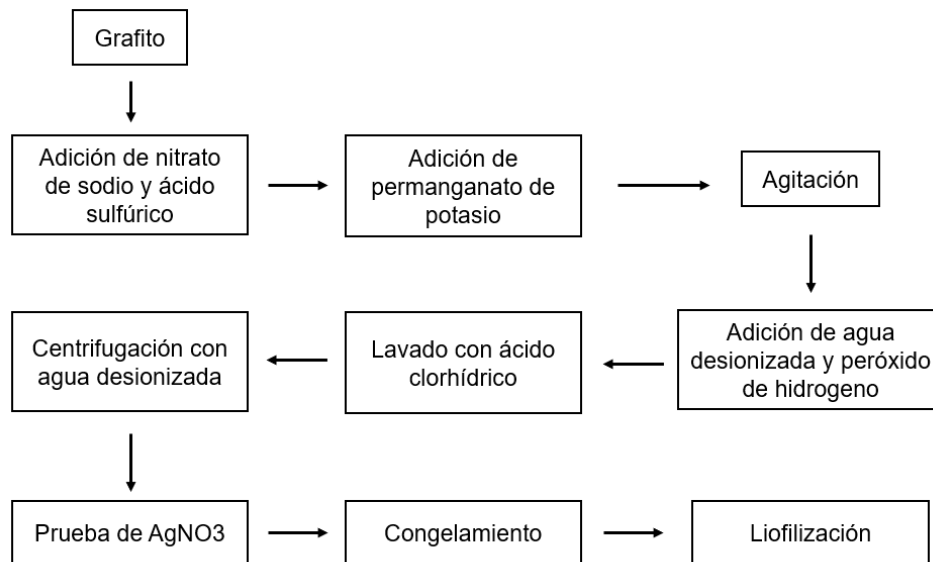 Grafito
Adición de nitrato
de sodio y ácido
sulfúrico
Adición de
permanganato de
potasio
Agitación
Adición de agua
desionizada y peróxido
de hidrogeno
Lavado con ácido
clorhídrico
Centrifugación con
agua desionizada
Prueba de AgNO3
Congelamiento
Liofilización